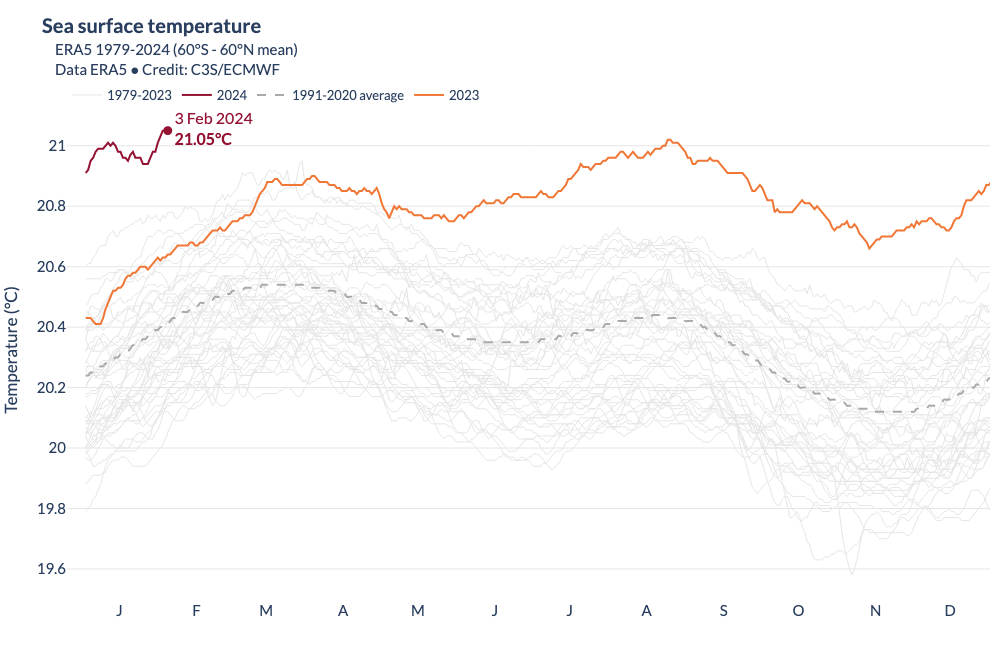 Sea surface temperature
ERA5 1979-2024 (60°S - 60°N mean)
Data ERA5 ● Credit: C3S/ECMWF
1979-2023 2024 1991-2020 average 2023
3 Feb 2024
21.05°C
21
20.8
20.6
20.4
20.2
20
19.8
19.6
Temperature (°C)
J F M A M J J A S O N D